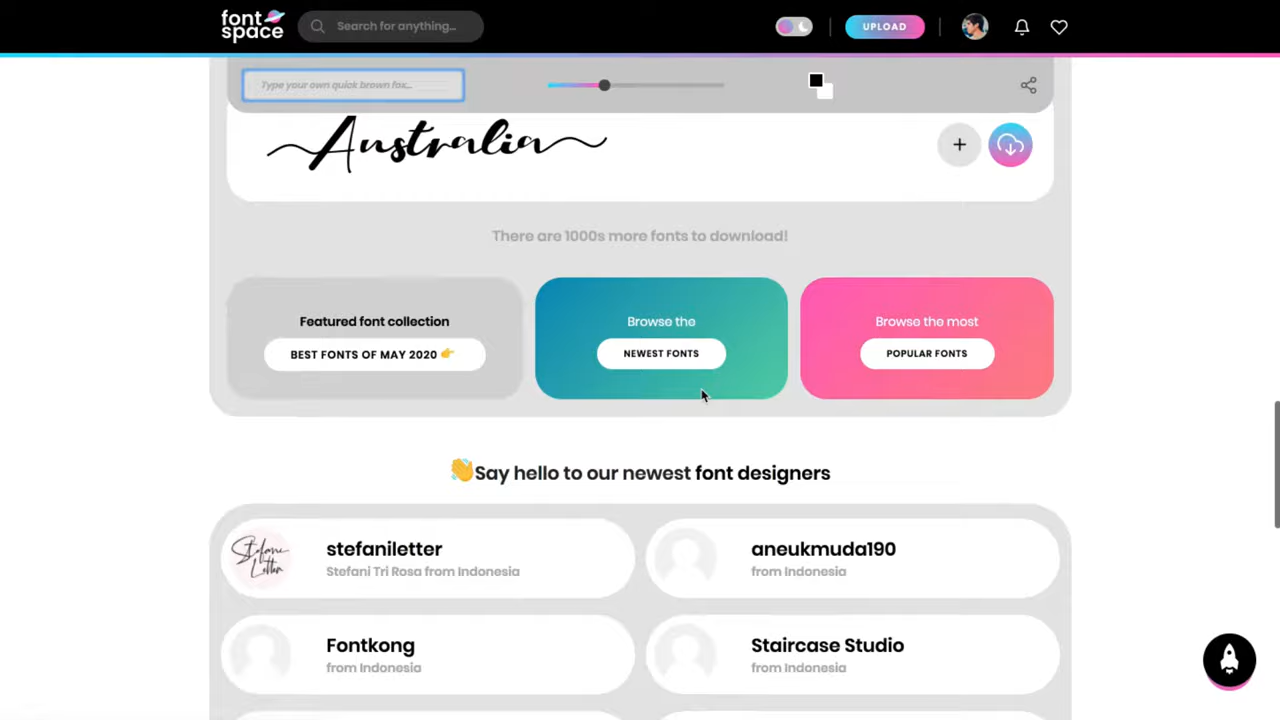 font
space
Search for anything...
UPLOAD
Type your own quick brown fox...
Australia
There are 1000s more fonts to download!
Featured font collection
BEST FONTS OF MAY 2020 👉
Browse the
NEWEST FONTS
Browse the most
POPULAR FONTS
👋Say hello to our newest font designers
Stefani
Letter
stefaniletter
Stefani Tri Rosa from Indonesia
aneukmuda190
from Indonesia
Fontkong
from Indonesia
Staircase Studio
from Indonesia